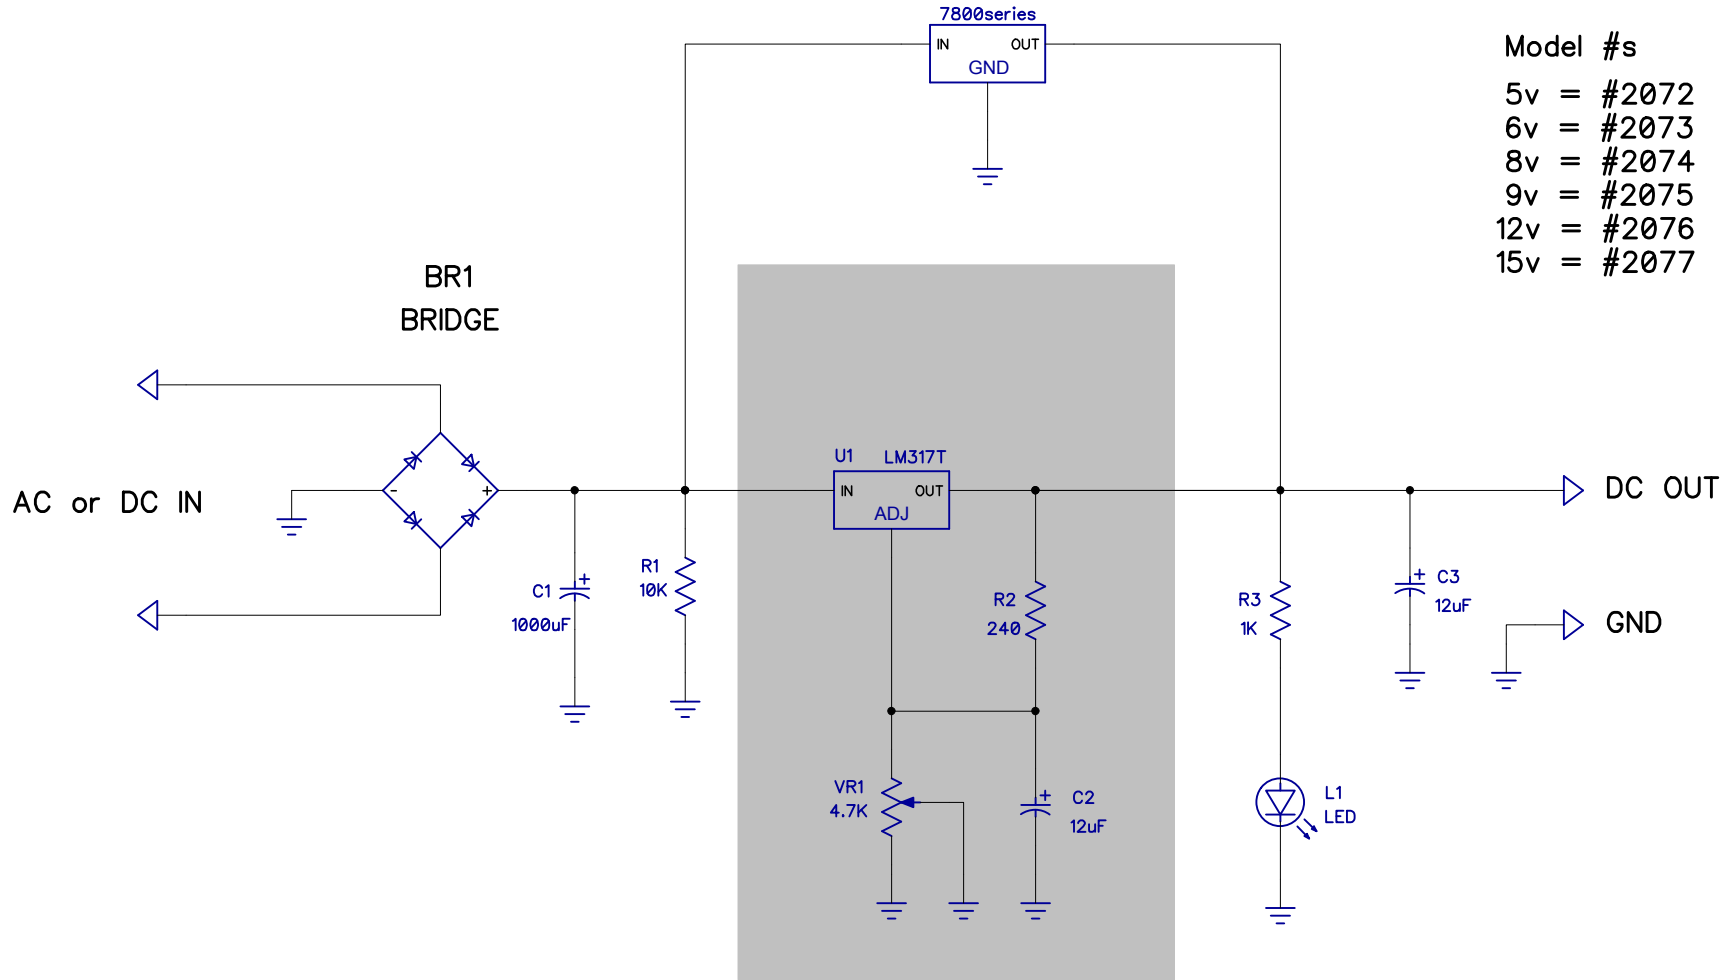 7800series
IN OUT
GND
Model #s
5v = #2072
6v = #2073
8v = #2074
9v = #2075
12v = #2076
15v = #2077
BR1
BRIDGE
AC or DC IN
- +
U1 LM317T
IN OUT
ADJ
DC OUT
R1
10K
+
C1
1000uF
R2
240
R3
1K
+ C3
12uF
GND
VR1
4.7K
+ C2
12uF
L1
LED